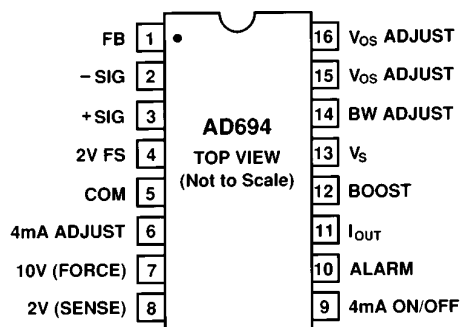 FB 1 16 V_OS ADJUST
−SIG 2 15 V_OS ADJUST
+SIG 3 14 BW ADJUST
AD694
2V FS 4 13 V_S
TOP VIEW
(Not to Scale)
COM 5 12 BOOST
4mA ADJUST 6 11 I_OUT
10V (FORCE) 7 10 ALARM
2V (SENSE) 8 9 4mA ON/OFF